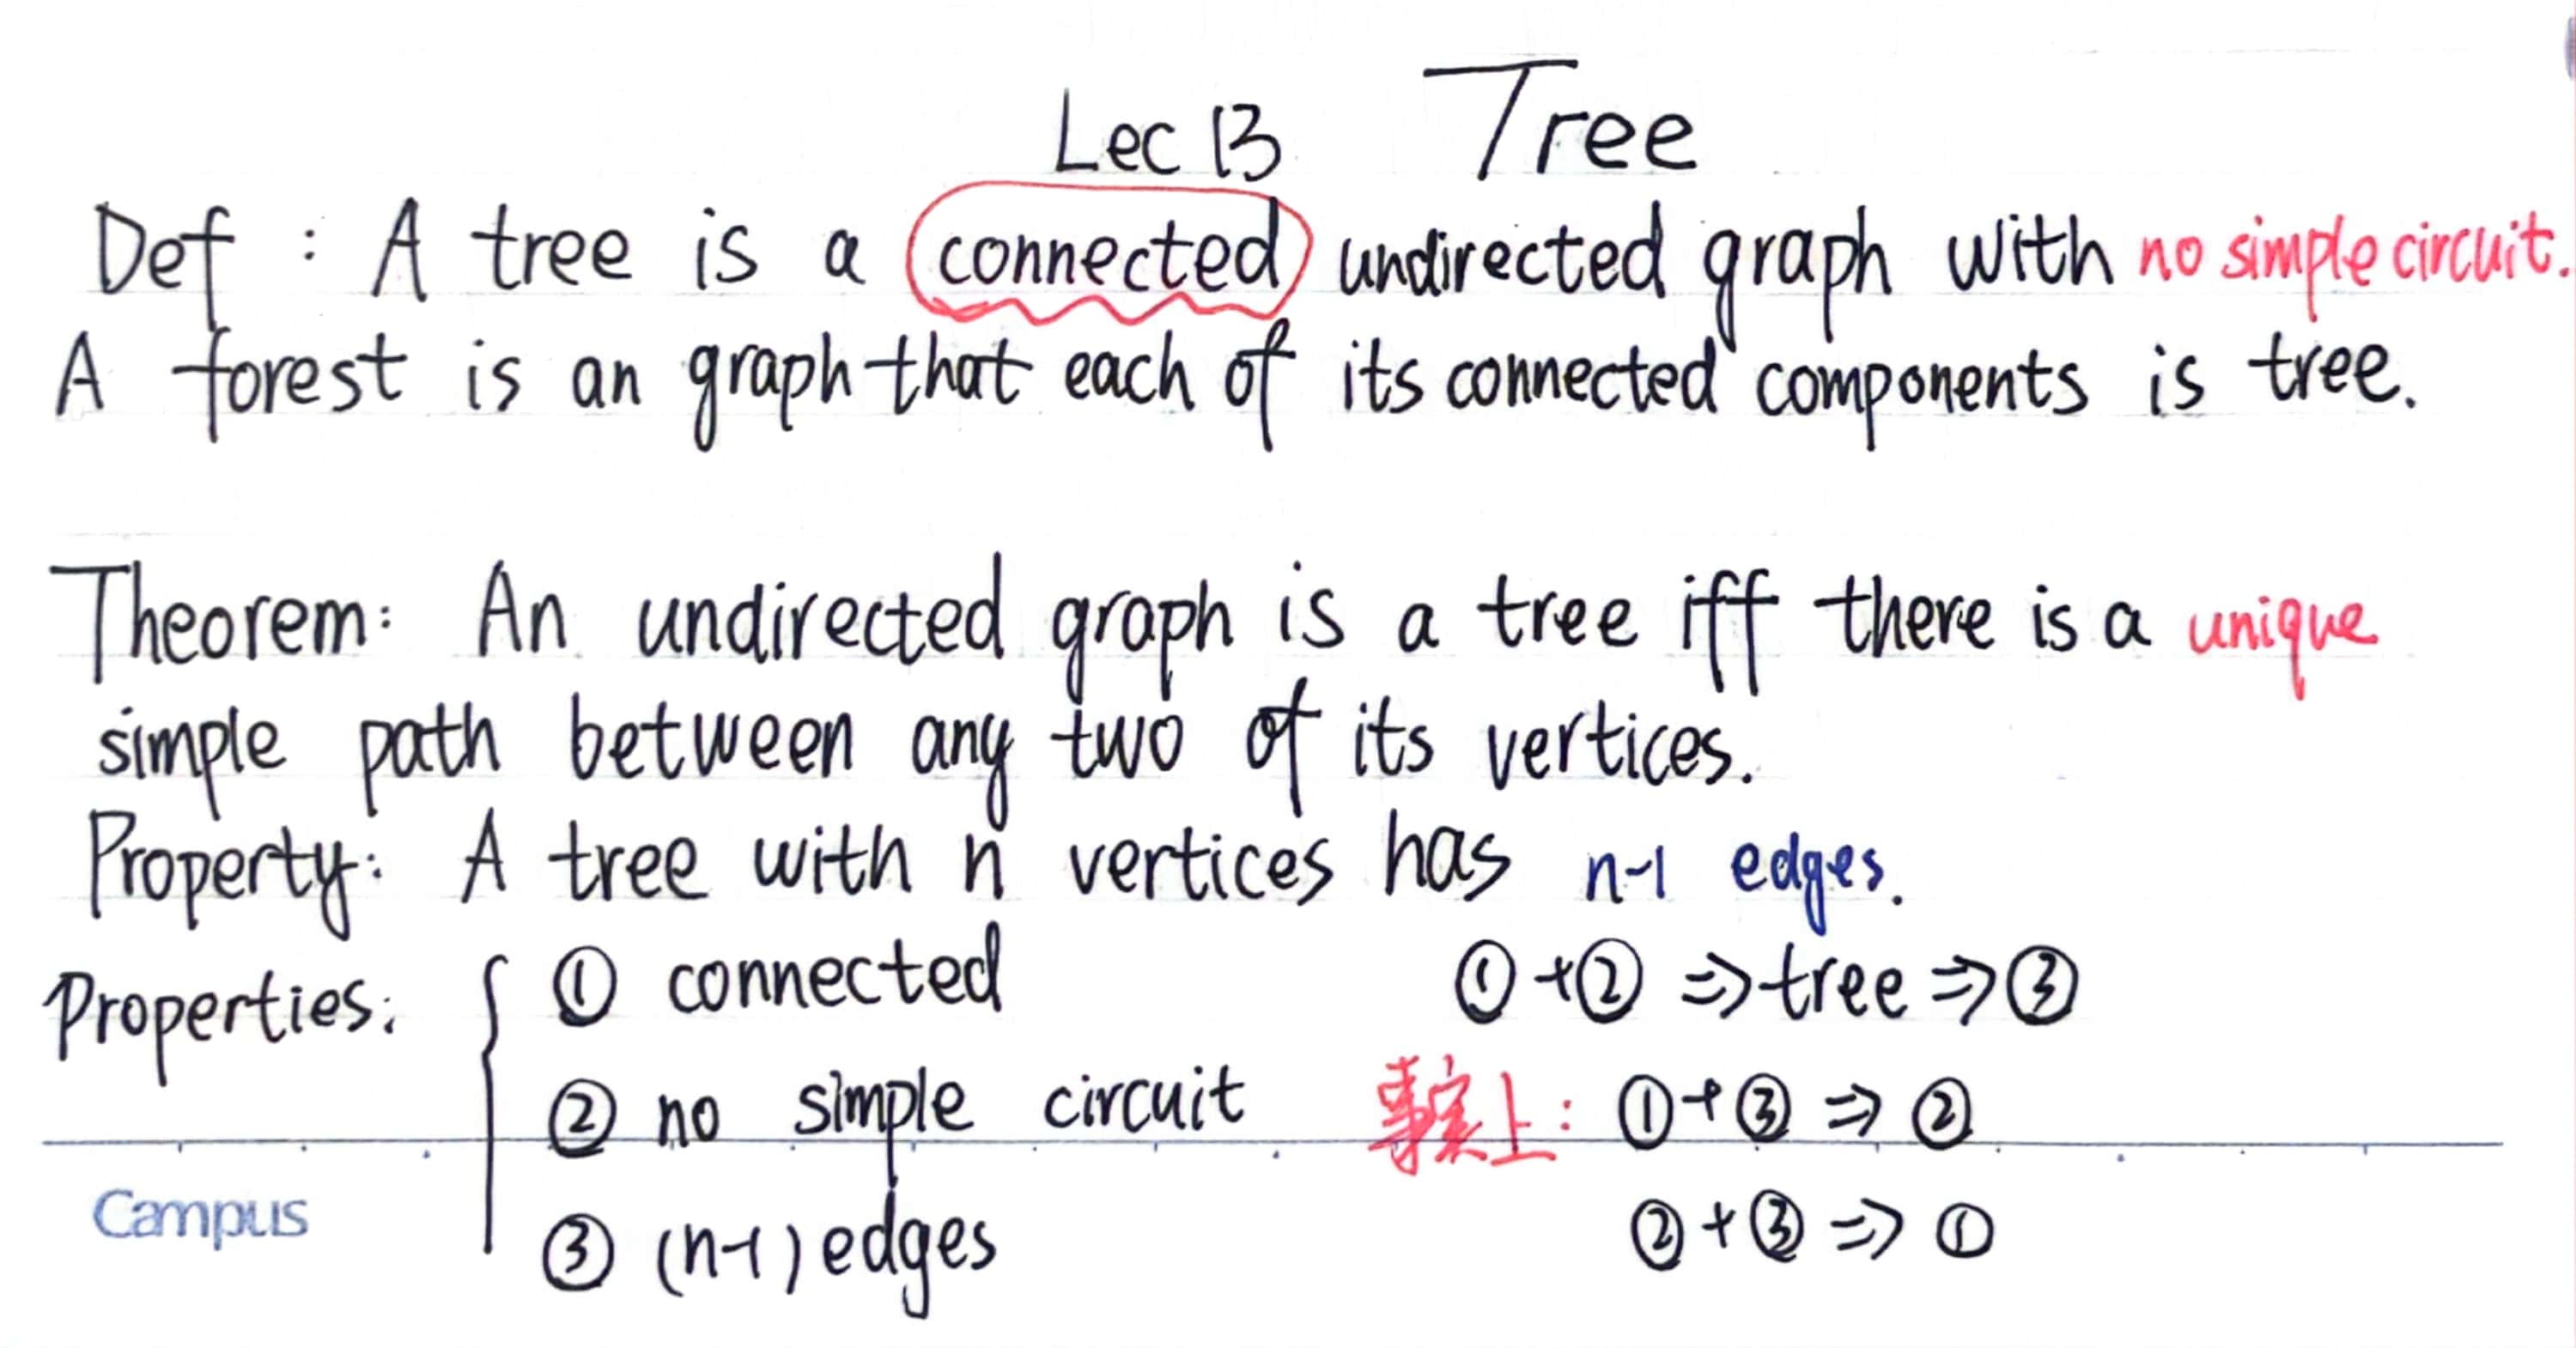 Lec 13 Tree
Def : A tree is a connected undirected graph with no simple circuit.
A forest is an graph that each of its connected components is tree.
Theorem: An undirected graph is a tree iff there is a unique
simple path between any two of its vertices.
Property: A tree with n vertices has n-1 edges.
Properties: ① connected ①+② ⇒ tree ⇒ ③
② no simple circuit 事实上: ①+③ ⇒ ②
Campus
③ (n-1) edges ②+③ ⇒ ①